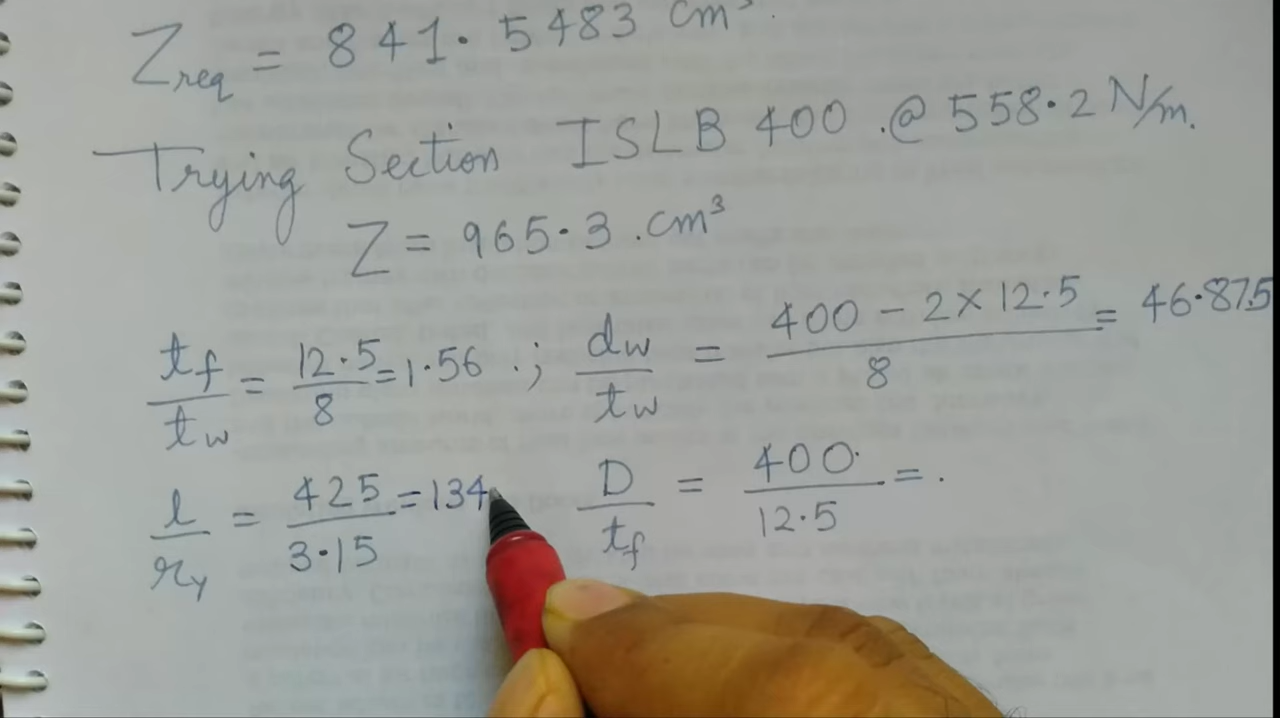 Zreq = 841.5483 cm³.
Trying Section ISLB 400 .@ 558.2 N/m.
Z = 965.3 .cm³
tf/tw = 12.5/8 = 1.56 .; dw/tw = 400 - 2×12.5/8 = 46.875
l/ry = 425/3.15 = 134 D/tf = 400/12.5 = .